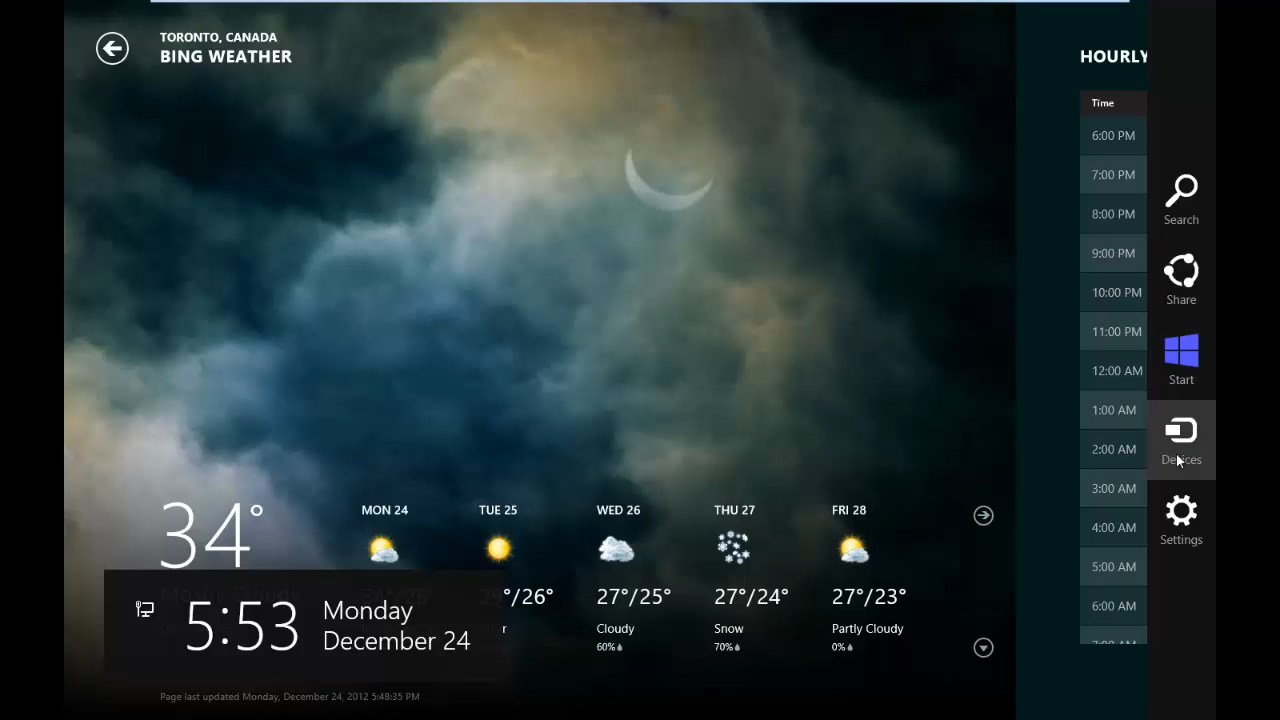 TORONTO, CANADA
BING WEATHER
34°
MON 24
TUE 25
°/26°
WED 26
27°/25°
Cloudy
60%
THU 27
27°/24°
Snow
70%
FRI 28
27°/23°
Partly Cloudy
0%
5:53
Monday
December 24
Page last updated Monday, December 24, 2012 5:48:35 PM
HOURLY
Time
6:00 PM
7:00 PM
8:00 PM
9:00 PM
10:00 PM
11:00 PM
12:00 AM
1:00 AM
2:00 AM
3:00 AM
4:00 AM
5:00 AM
6:00 AM
7:00 AM
Search
Share
Start
Devices
Settings